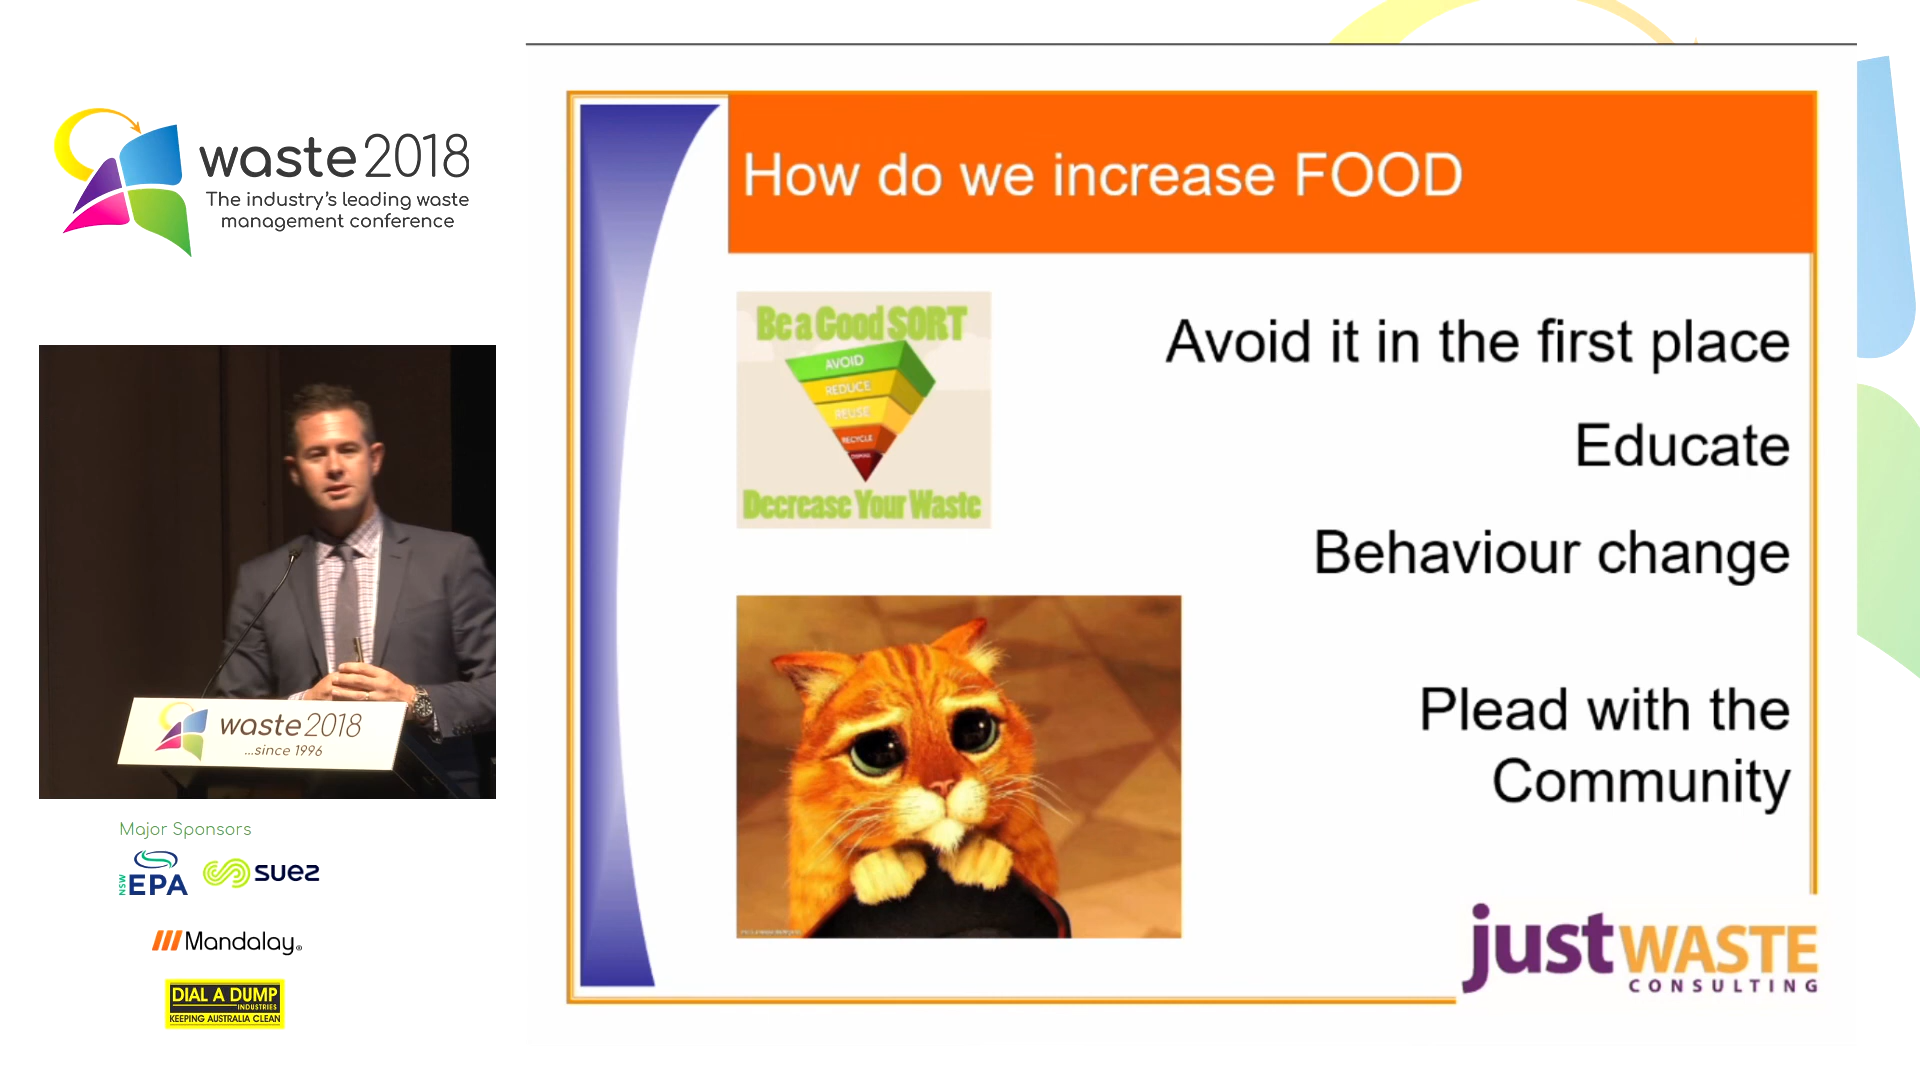 waste2018
The industry's leading waste
management conference
waste2018
...since 1996
Major Sponsors
NSW
EPA
suez
Mandalay
DIAL A DUMP
INDUSTRIES
KEEPING AUSTRALIA CLEAN
How do we increase FOOD
Be a Good SORT
AVOID
REDUCE
REUSE
RECYCLE
DISPOSAL
Decrease Your Waste
Avoid it in the first place
Educate
Behaviour change
Plead with the
Community
justWASTE
CONSULTING